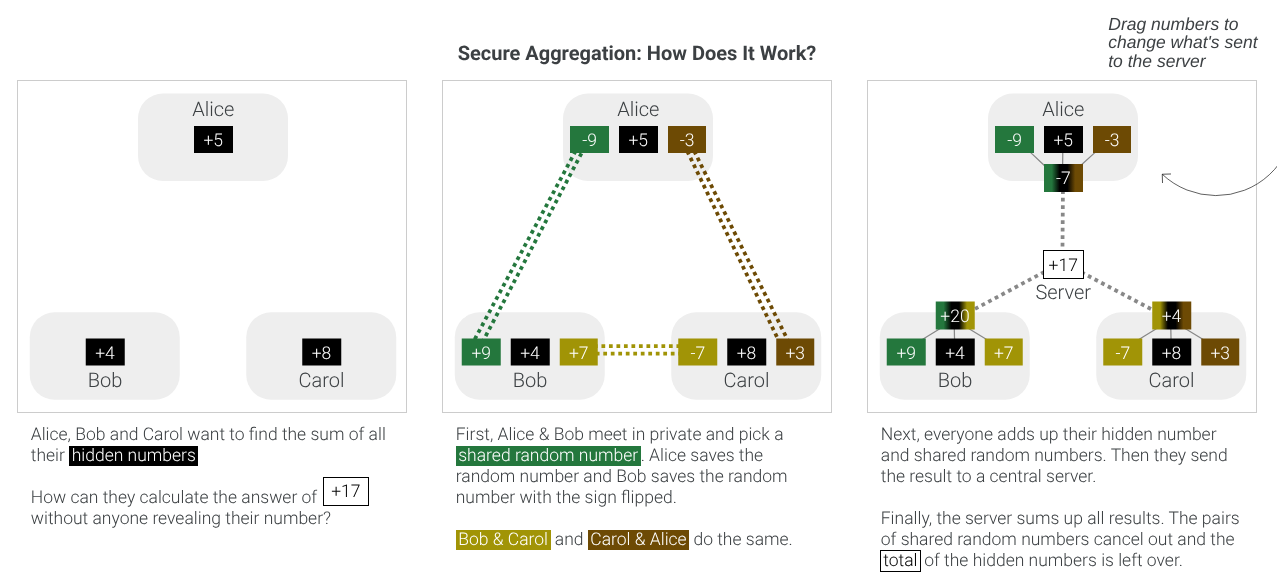 Drag numbers to
change what's sent
to the server
Secure Aggregation: How Does It Work?
Alice
+5
+4
Bob
+8
Carol
Alice, Bob and Carol want to find the sum of all
their hidden numbers
How can they calculate the answer of +17
without anyone revealing their number?
Alice
-9 +5 -3
+9 +4 +7
Bob
-7 +8 +3
Carol
First, Alice & Bob meet in private and pick a
shared random number. Alice saves the
random number and Bob saves the random
number with the sign flipped.
Bob & Carol and Carol & Alice do the same.
Alice
-9 +5 -3
-7
+17
Server
+20
+9 +4 +7
Bob
+4
-7 +8 +3
Carol
Next, everyone adds up their hidden number
and shared random numbers. Then they send
the result to a central server.
Finally, the server sums up all results. The pairs
of shared random numbers cancel out and the
total of the hidden numbers is left over.